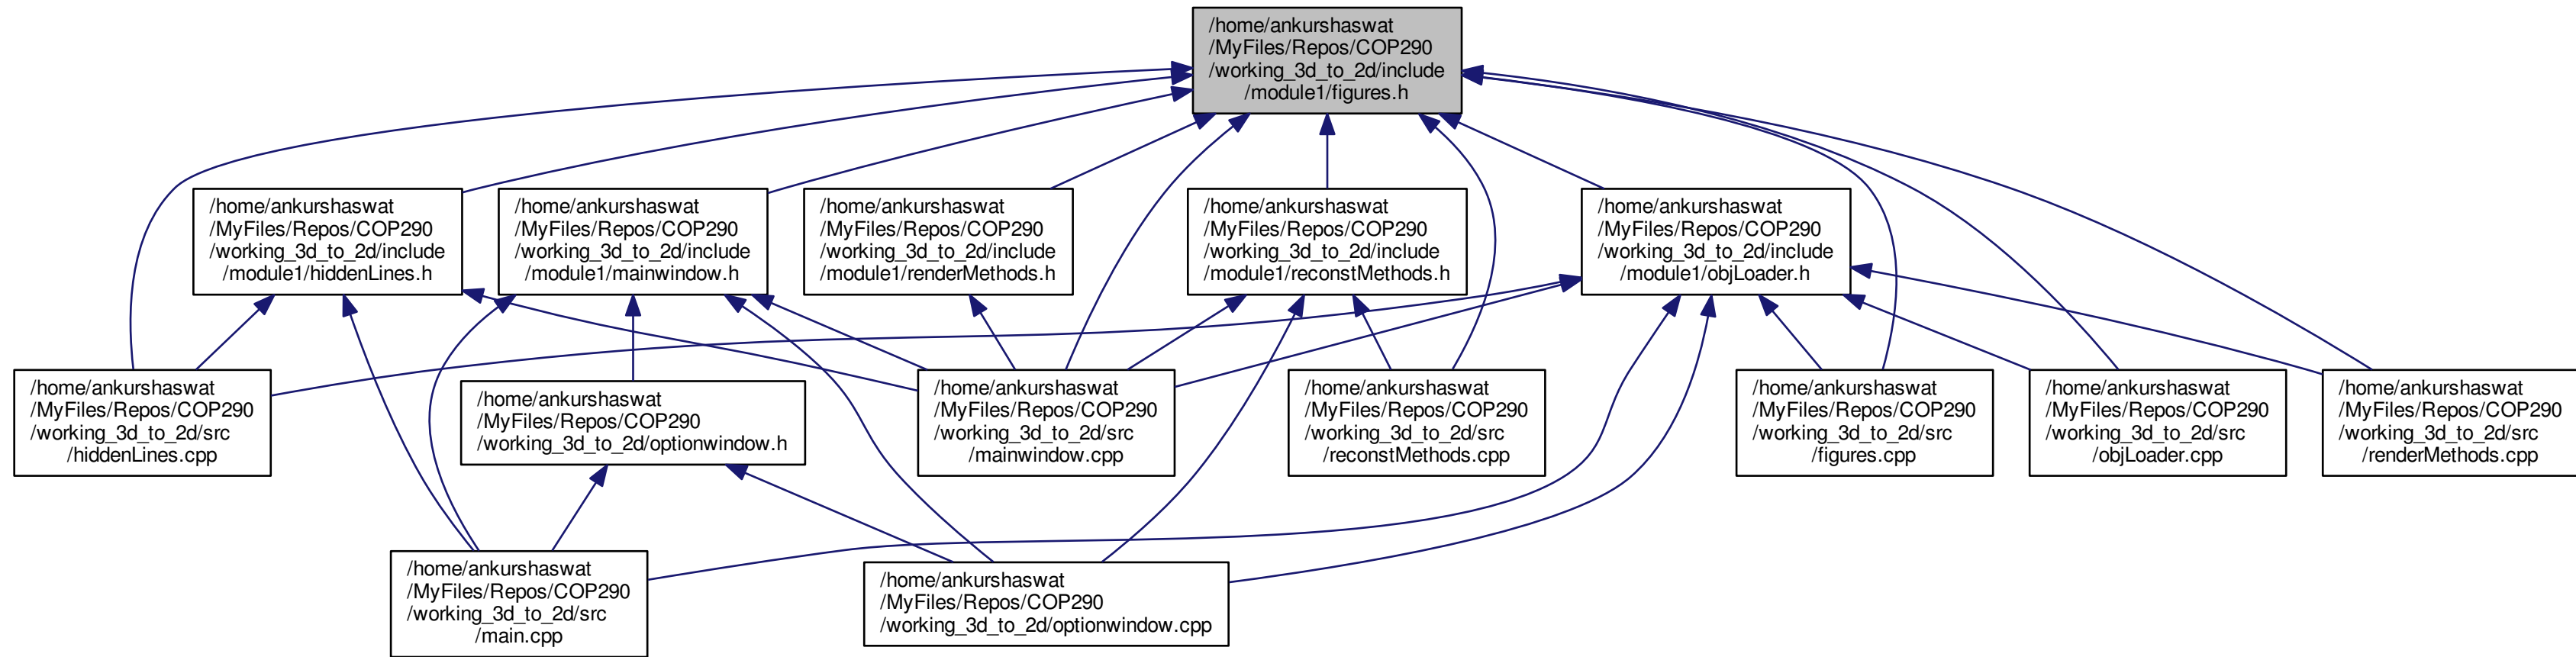 /home/ankurshaswat
/MyFiles/Repos/COP290
/working_3d_to_2d/include
/module1/figures.h
/home/ankurshaswat
/MyFiles/Repos/COP290
/working_3d_to_2d/include
/module1/hiddenLines.h
/home/ankurshaswat
/MyFiles/Repos/COP290
/working_3d_to_2d/include
/module1/mainwindow.h
/home/ankurshaswat
/MyFiles/Repos/COP290
/working_3d_to_2d/include
/module1/renderMethods.h
/home/ankurshaswat
/MyFiles/Repos/COP290
/working_3d_to_2d/include
/module1/reconstMethods.h
/home/ankurshaswat
/MyFiles/Repos/COP290
/working_3d_to_2d/include
/module1/objLoader.h
/home/ankurshaswat
/MyFiles/Repos/COP290
/working_3d_to_2d/src
/hiddenLines.cpp
/home/ankurshaswat
/MyFiles/Repos/COP290
/working_3d_to_2d/optionwindow.h
/home/ankurshaswat
/MyFiles/Repos/COP290
/working_3d_to_2d/src
/mainwindow.cpp
/home/ankurshaswat
/MyFiles/Repos/COP290
/working_3d_to_2d/src
/reconstMethods.cpp
/home/ankurshaswat
/MyFiles/Repos/COP290
/working_3d_to_2d/src
/figures.cpp
/home/ankurshaswat
/MyFiles/Repos/COP290
/working_3d_to_2d/src
/objLoader.cpp
/home/ankurshaswat
/MyFiles/Repos/COP290
/working_3d_to_2d/src
/renderMethods.cpp
/home/ankurshaswat
/MyFiles/Repos/COP290
/working_3d_to_2d/src
/main.cpp
/home/ankurshaswat
/MyFiles/Repos/COP290
/working_3d_to_2d/optionwindow.cpp